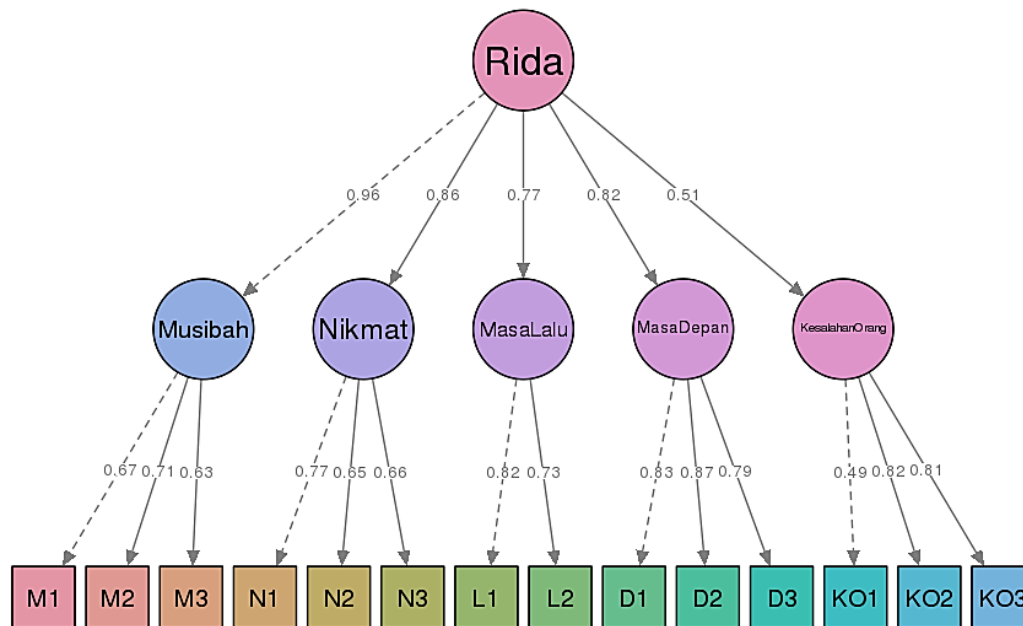 Rida
0.96 0.86 0.77 0.82 0.51
Musibah Nikmat MasaLalu MasaDepan KesalahanOrang
0.67 0.71 0.63 0.77 0.65 0.66 0.82 0.73 0.83 0.87 0.79 0.49 0.82 0.81
M1 M2 M3 N1 N2 N3 L1 L2 D1 D2 D3 KO1 KO2 KO3